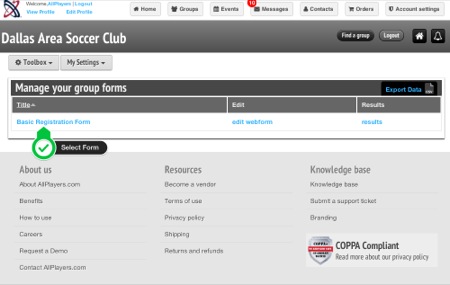 Welcome,AllPlayers | Logout
View Profile Edit Profile
Home Groups Events 10 Messages Contacts Orders Account settings
Dallas Area Soccer Club
Find a group Logout
Toolbox My Settings
Manage your group forms
Export Data
Title Edit Results
Basic Registration Form edit webform results
Select Form
About us Resources Knowledge base
About AllPlayers.com Become a vendor Knowledge base
Benefits Terms of use Submit a support ticket
How to use Privacy policy Branding
Careers Shipping
Request a Demo Returns and refunds
COPPA
COPPA Compliant
Read more about our privacy policy
Contact AllPlayers.com